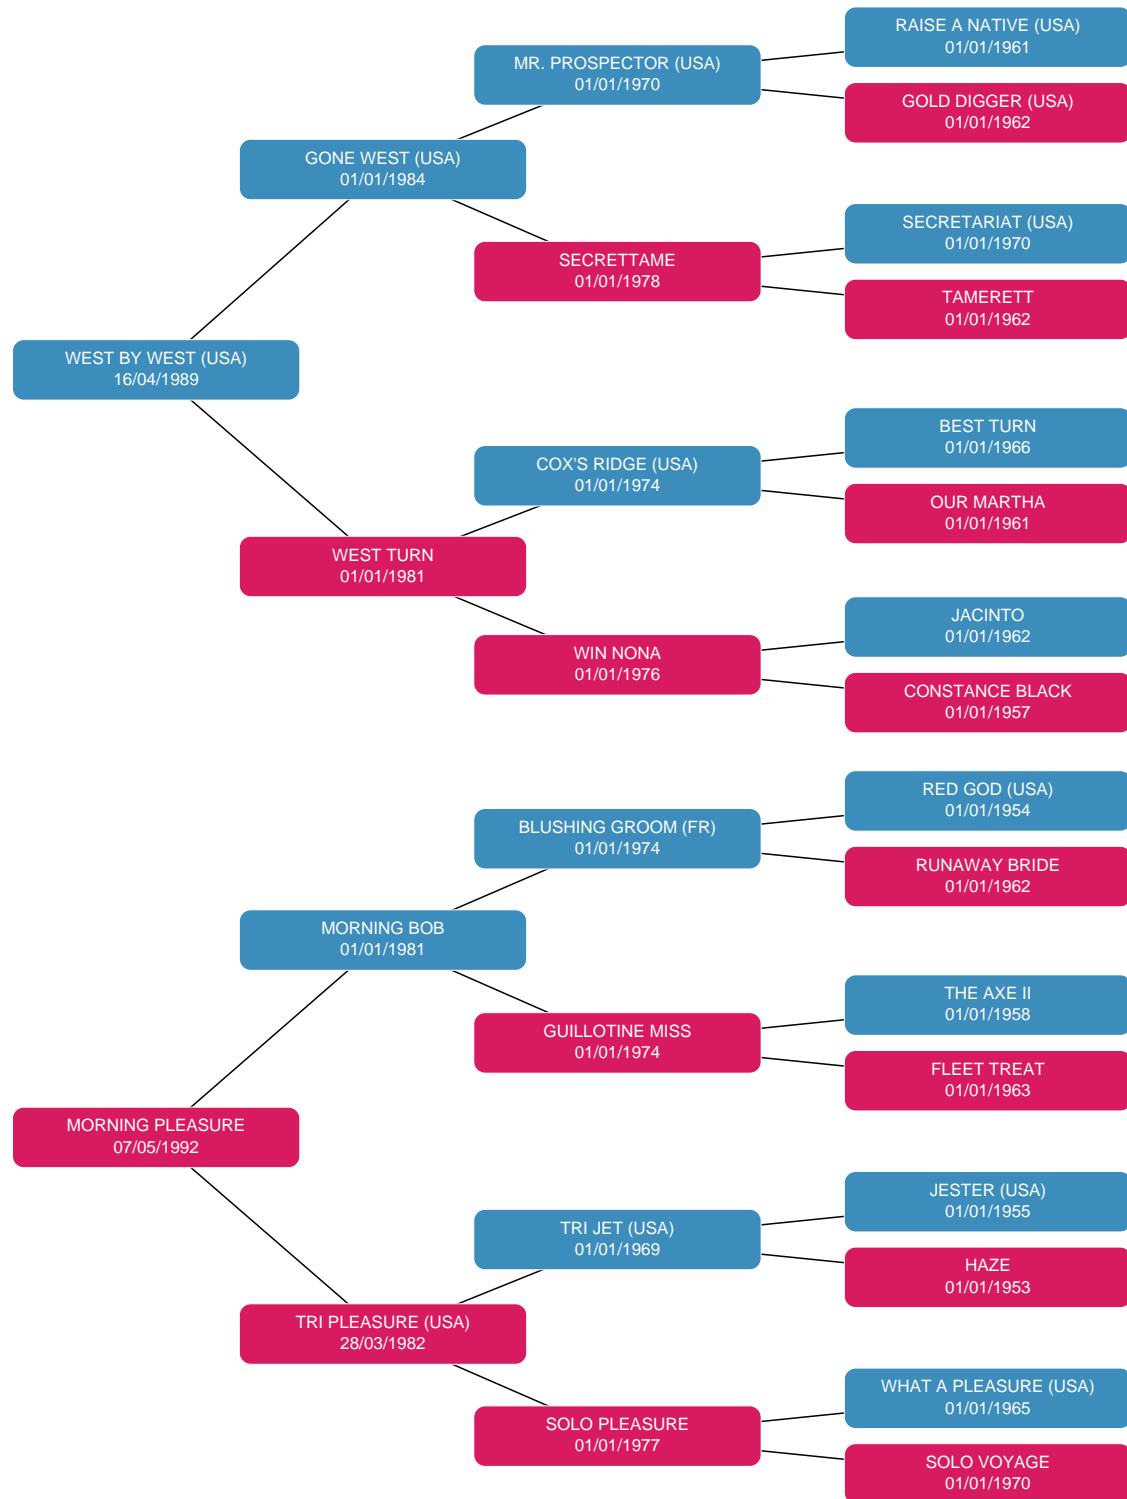 RAISE A NATIVE (USA)
01/01/1961
MR. PROSPECTOR (USA)
01/01/1970
GOLD DIGGER (USA)
01/01/1962
GONE WEST (USA)
01/01/1984
SECRETARIAT (USA)
01/01/1970
SECRETTAME
01/01/1978
TAMERETT
01/01/1962
WEST BY WEST (USA)
16/04/1989
BEST TURN
01/01/1966
COX'S RIDGE (USA)
01/01/1974
OUR MARTHA
01/01/1961
WEST TURN
01/01/1981
JACINTO
01/01/1962
WIN NONA
01/01/1976
CONSTANCE BLACK
01/01/1957
RED GOD (USA)
01/01/1954
BLUSHING GROOM (FR)
01/01/1974
RUNAWAY BRIDE
01/01/1962
MORNING BOB
01/01/1981
THE AXE II
01/01/1958
GUILLOTINE MISS
01/01/1974
FLEET TREAT
01/01/1963
MORNING PLEASURE
07/05/1992
JESTER (USA)
01/01/1955
TRI JET (USA)
01/01/1969
HAZE
01/01/1953
TRI PLEASURE (USA)
28/03/1982
WHAT A PLEASURE (USA)
01/01/1965
SOLO PLEASURE
01/01/1977
SOLO VOYAGE
01/01/1970